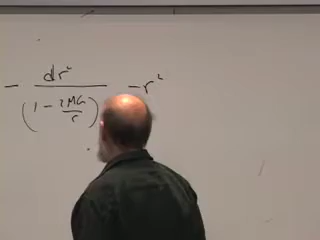 - dr² / (1 - 2MG/r) - r²